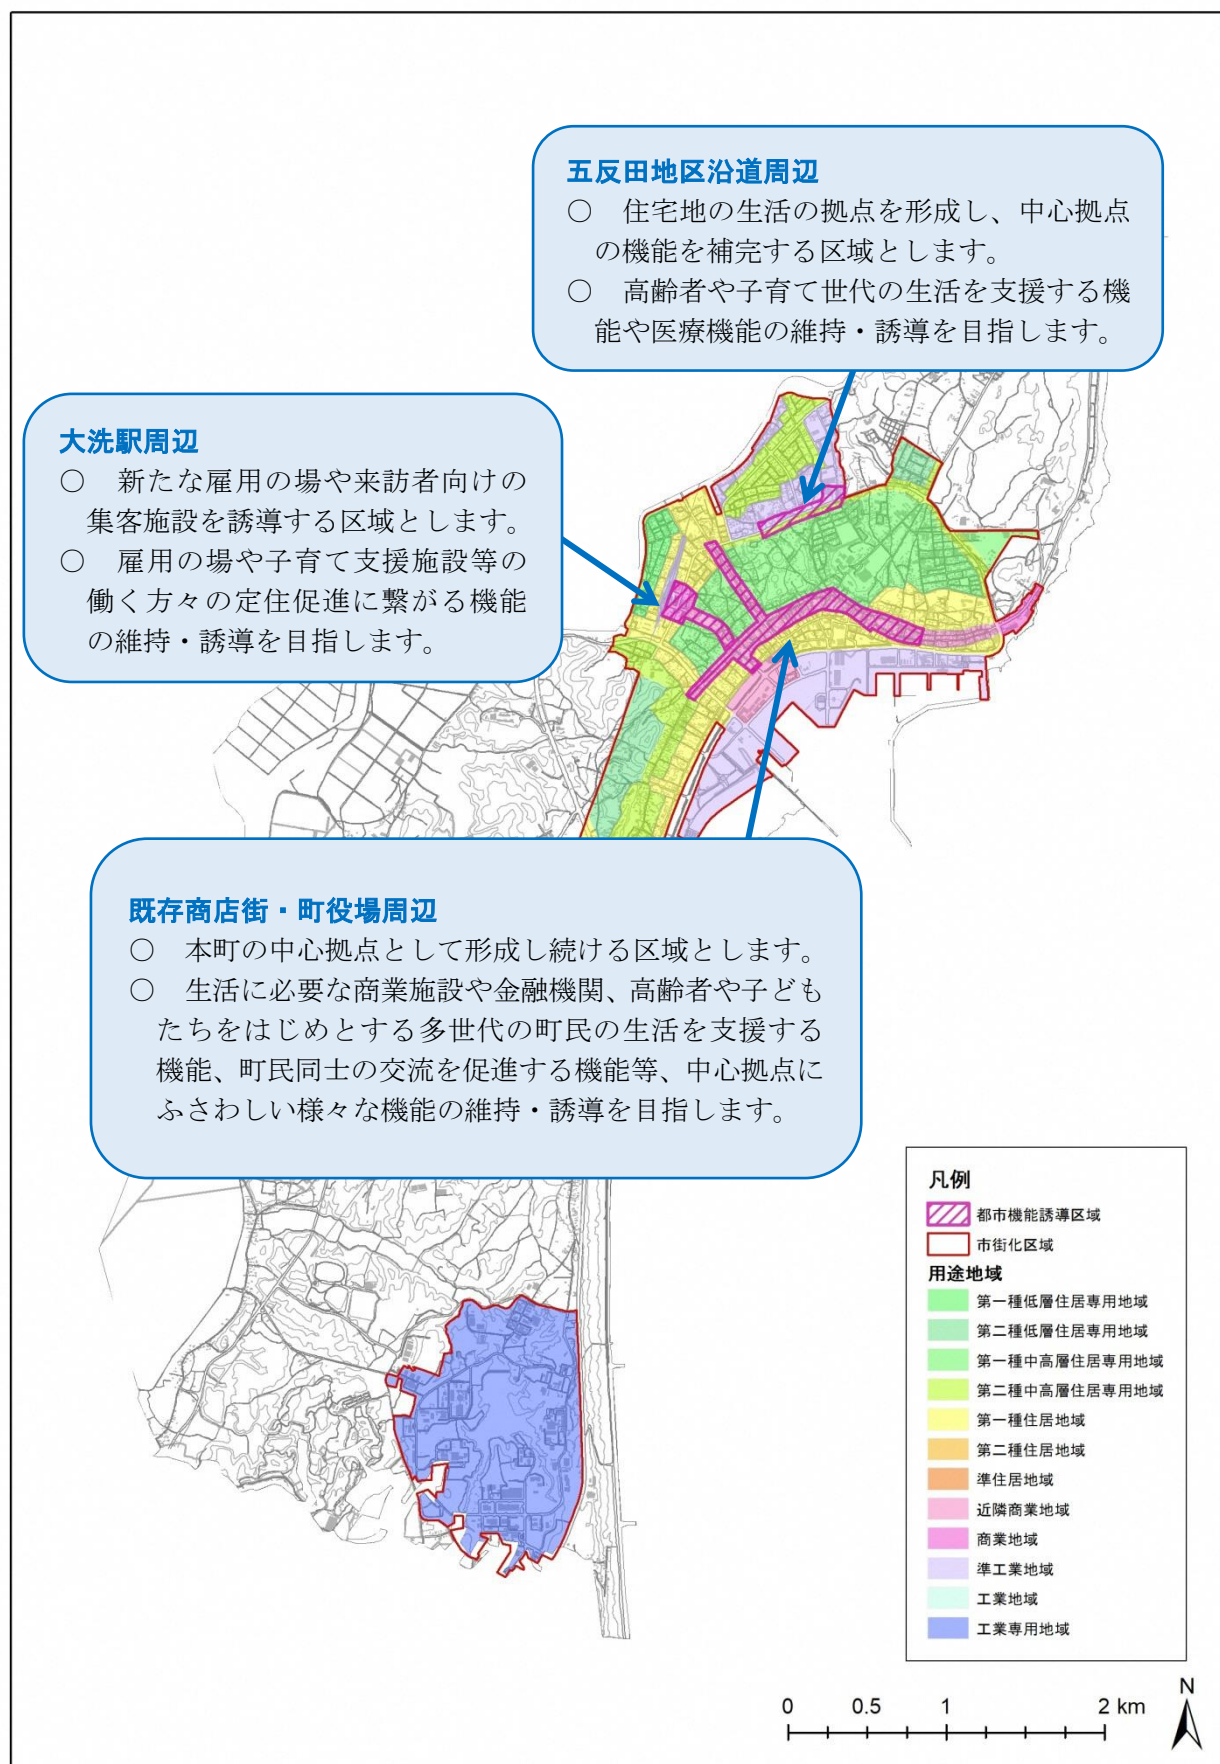 五反田地区沿道周辺
○　住宅地の生活の拠点を形成し、中心拠点
の機能を補完する区域とします。
○　高齢者や子育て世代の生活を支援する機
能や医療機能の維持・誘導を目指します。
大洗駅周辺
○　新たな雇用の場や来訪者向けの
集客施設を誘導する区域とします。
○　雇用の場や子育て支援施設等の
働く方々の定住促進に繋がる機能
の維持・誘導を目指します。
既存商店街・町役場周辺
○　本町の中心拠点として形成し続ける区域とします。
○　生活に必要な商業施設や金融機関、高齢者や子ども
たちをはじめとする多世代の町民の生活を支援する
機能、町民同士の交流を促進する機能等、中心拠点に
ふさわしい様々な機能の維持・誘導を目指します。
凡例
都市機能誘導区域
市街化区域
用途地域
第一種低層住居専用地域
第二種低層住居専用地域
第一種中高層住居専用地域
第二種中高層住居専用地域
第一種住居地域
第二種住居地域
準住居地域
近隣商業地域
商業地域
準工業地域
工業地域
工業専用地域
0 0.5 1 2 km
N